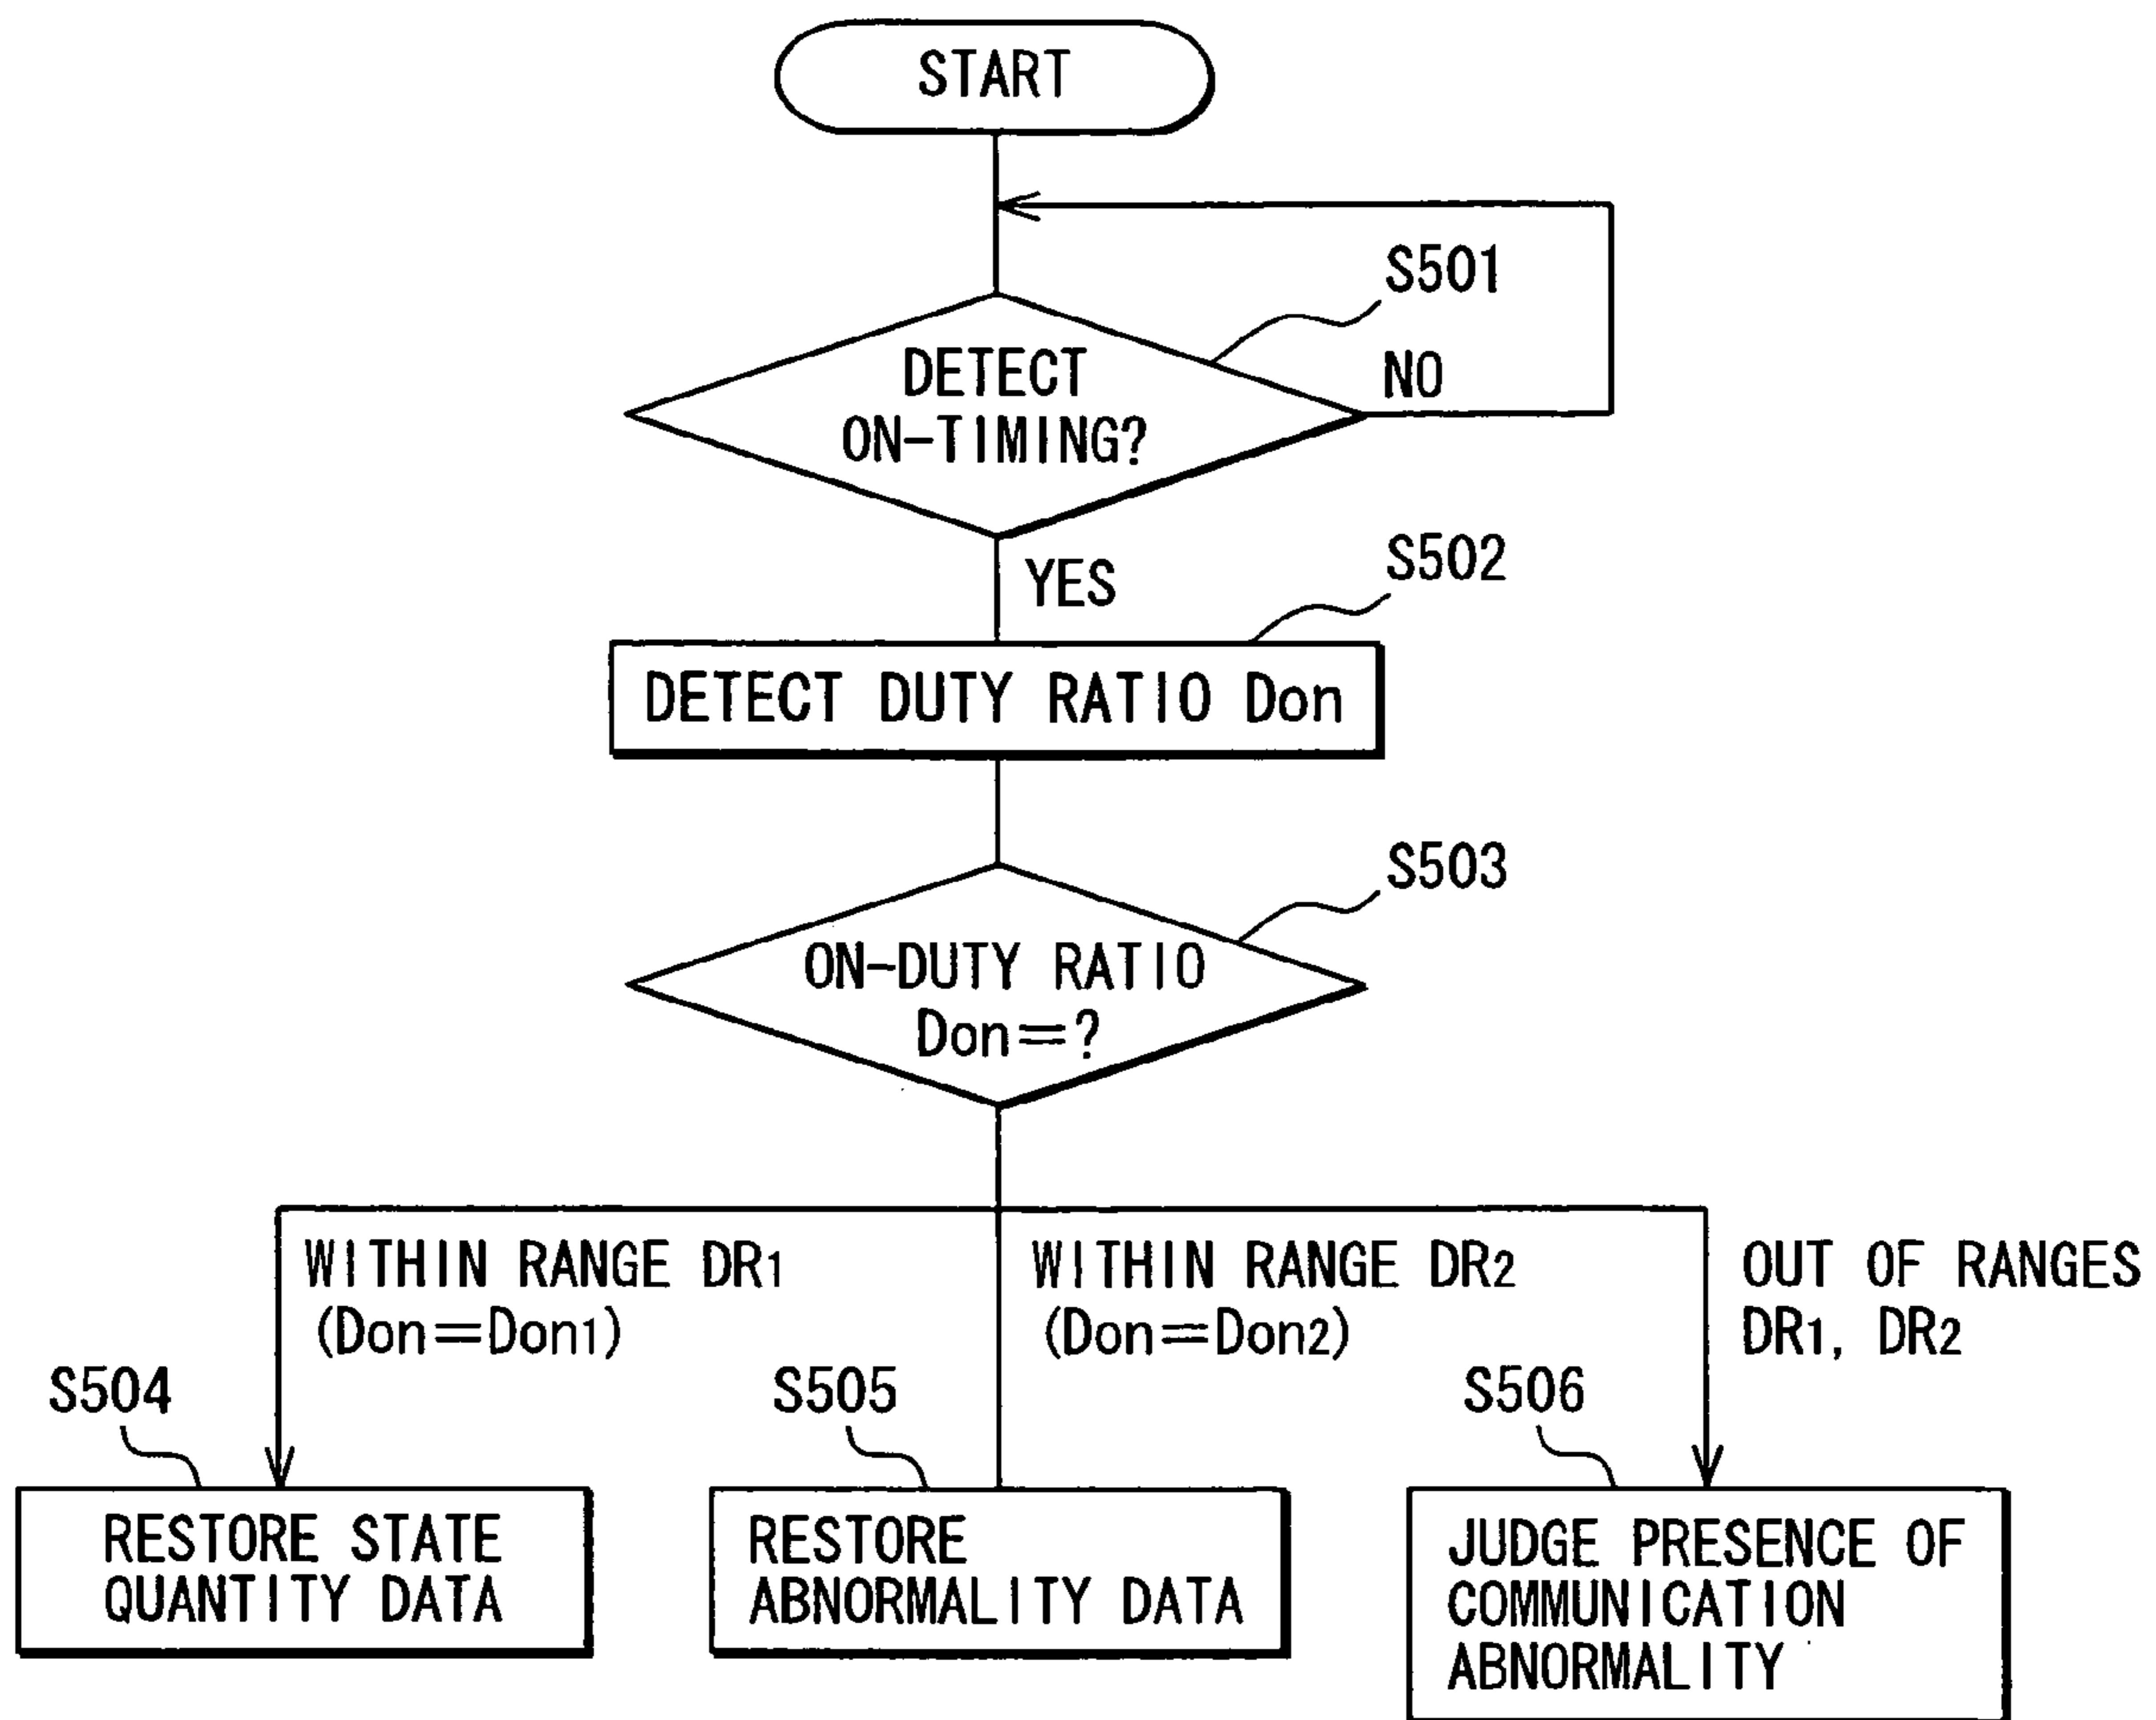 START
S501
DETECT
ON-TIMING?
NO
YES
S502
DETECT DUTY RATIO Don
S503
ON-DUTY RATIO
Don=?
WITHIN RANGE DR1
(Don=Don1)
WITHIN RANGE DR2
(Don=Don2)
OUT OF RANGES
DR1, DR2
S504
S505
S506
RESTORE STATE
QUANTITY DATA
RESTORE
ABNORMALITY DATA
JUDGE PRESENCE OF
COMMUNICATION
ABNORMALITY